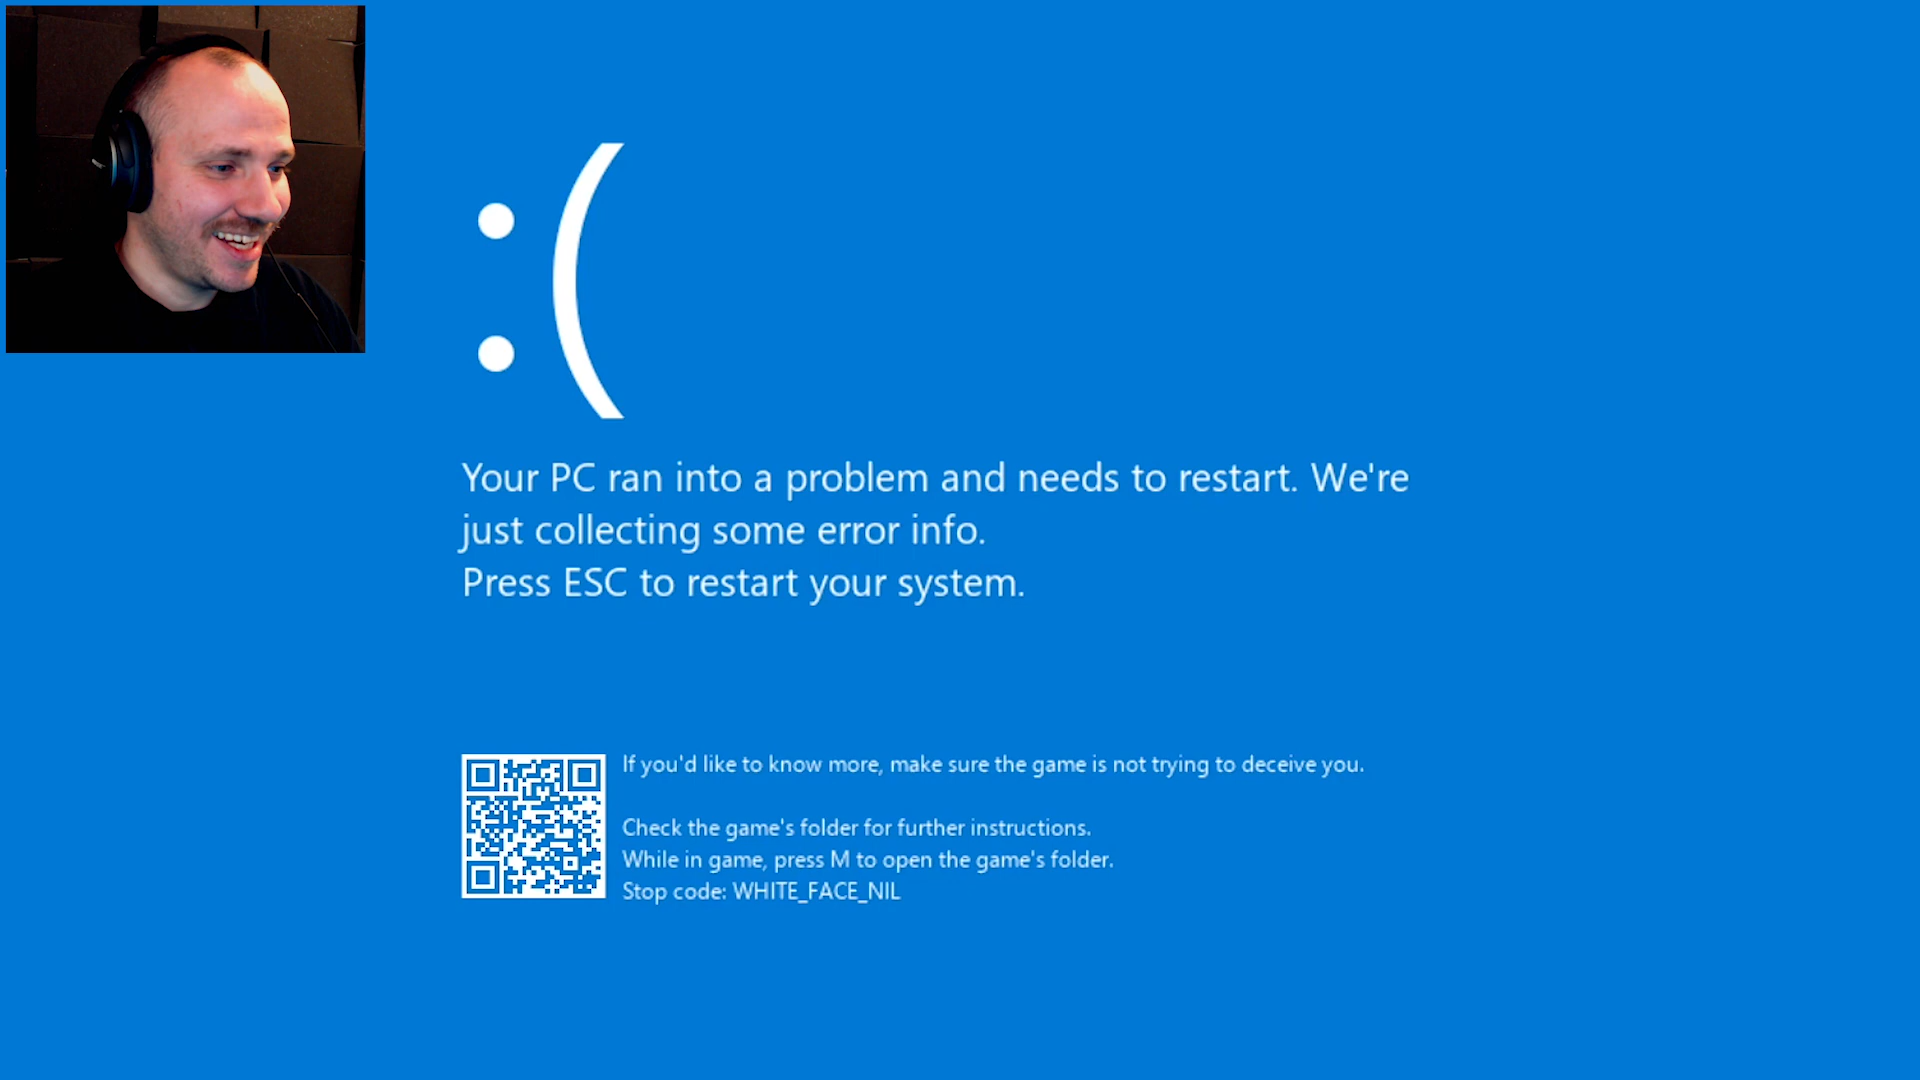 :(
Your PC ran into a problem and needs to restart. We're
just collecting some error info.
Press ESC to restart your system.
If you'd like to know more, make sure the game is not trying to deceive you.
Check the game's folder for further instructions.
While in game, press M to open the game's folder.
Stop code: WHITE_FACE_NIL